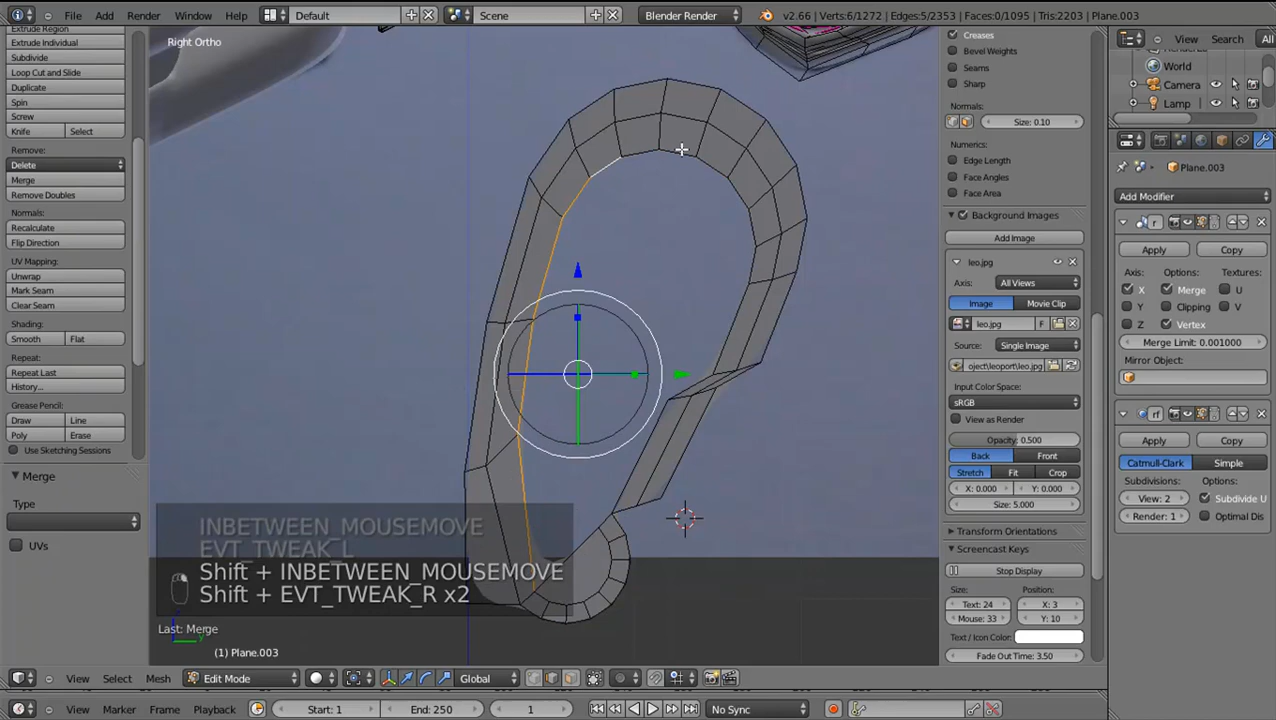 File Add Render Window Help Default Scene Blender Render v2.66 | Verts:6/1272 | Edges:5/2353 | Faces:0/1095 | Tris:2203 | Plane.003
Extrude Region
Extrude Individual
Subdivide
Loop Cut and Slide
Duplicate
Spin
Screw
Knife Select
Remove:
Delete
Merge
Remove Doubles
Normals:
Recalculate
Flip Direction
UV Mapping:
Unwrap
Mark Seam
Clear Seam
Shading:
Smooth Flat
Repeat:
Repeat Last
History...
Grease Pencil:
Draw Line
Poly Erase
Use Sketching Sessions
Merge
Type
UVs
Right Ortho
INBETWEEN_MOUSEMOVE
EVT_TWEAK_L
Shift + INBETWEEN_MOUSEMOVE
Shift + EVT_TWEAK_R x2
Last: Merge
(1) Plane.003
Creases
Bevel Weights
Seams
Sharp
Normals:
Size: 0.10
Numerics:
Edge Length
Face Angles
Face Area
Background Images
Add Image
leo.jpg
Axis: All Views
Image Movie Clip
leo.jpg F
Source: Single Image
oject\leoport\leo.jpg
Input Color Space:
sRGB
View as Render
Opacity: 0.500
Back Front
Stretch Fit Crop
X: 0.000 Y: 0.000
Size: 5.000
Transform Orientations
Screencast Keys
Stop Display
Size: Position:
Text: 24 X: 3
Mouse: 33 Y: 10
Text / Icon Color:
Fade Out Time: 3.50
View Search All
World
Camera
Lamp
Plane.003
Add Modifier
Apply Copy
Axis: Options: Textures:
X Merge U
Y Clipping V
Z Vertex
Merge Limit: 0.001000
Mirror Object:
Apply Copy
Catmull-Clark Simple
Subdivisions: Options:
View: 2 Subdivide U
Render: 1 Optimal Dis
View Select Mesh Edit Mode Global
View Marker Frame Playback Start: 1 End: 250 1 No Sync